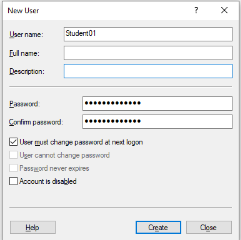 New User
?
User name: Student01
Full name:
Description:
Password: •••••••••••••
Confirm password: •••••••••••••
User must change password at next logon
User cannot change password
Password never expires
Account is disabled
Help Create Close